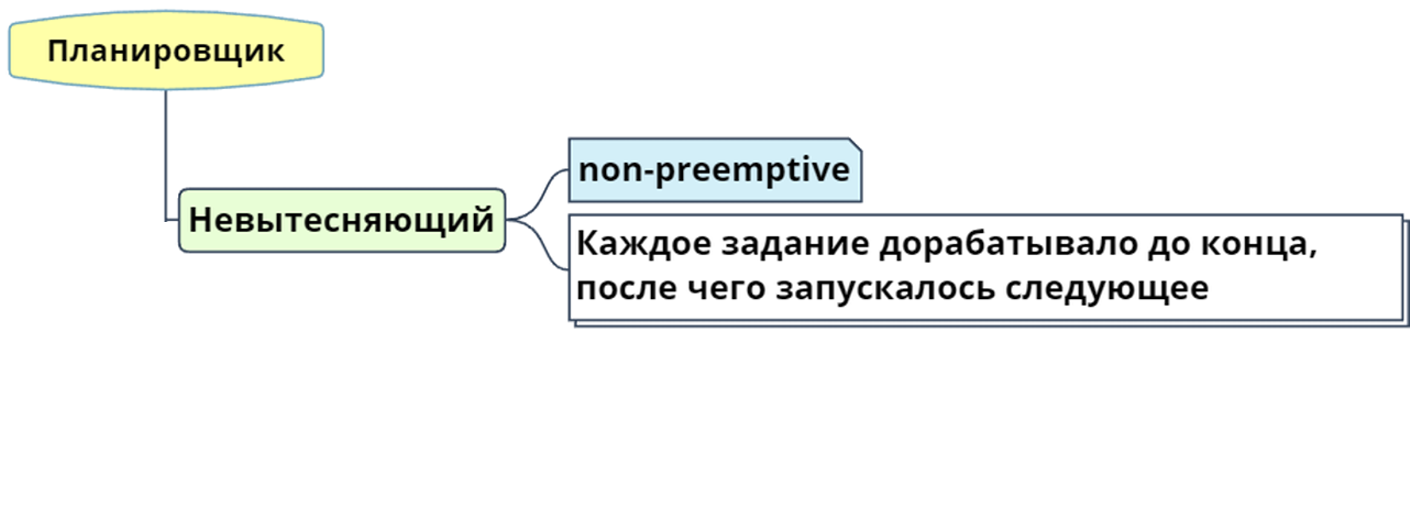 Планировщик
Невытесняющий
non-preemptive
Каждое задание дорабатывало до конца,
после чего запускалось следующее